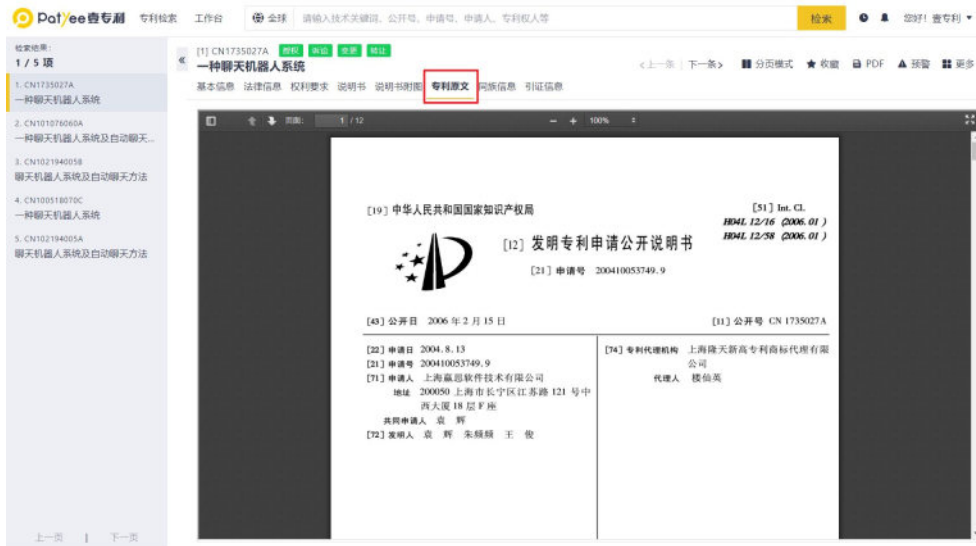 Patyee壹专利 专利检索 工作台 全球 请输入技术关键词、公开号、申请号、申请人、专利权人等 检索 您好！壹专利
检索结果：
1 / 5 项
1. CN1735027A
一种聊天机器人系统
2. CN101076060A
一种聊天机器人系统及自动聊天...
3. CN102194005B
聊天机器人系统及自动聊天方法
4. CN100518070C
一种聊天机器人系统
5. CN102194005A
聊天机器人系统及自动聊天方法
上一页 | 下一页
« [1] CN1735027A 授权 诉讼 变更 转让
一种聊天机器人系统
<上一条 | 下一条> 分页模式 收藏 PDF 预警 更多
基本信息 法律信息 权利要求 说明书 说明书附图 专利原文 同族信息 引证信息
页面： 1 / 12 − + 100%
[19] 中华人民共和国国家知识产权局
[51] Int. Cl.
H04L 12/16 (2006.01)
H04L 12/58 (2006.01)
[12] 发明专利申请公开说明书
[21] 申请号 200410053749.9
[43] 公开日 2006 年 2 月 15 日
[11] 公开号 CN 1735027A
[22] 申请日 2004.8.13
[21] 申请号 200410053749.9
[71] 申请人 上海赢思软件技术有限公司
地址 200050 上海市长宁区江苏路 121 号中
西大厦 18 层 F 座
共同申请人 袁 辉
[72] 发明人 袁 辉 朱频频 王 俊
[74] 专利代理机构 上海隆天新高专利商标代理有限
公司
代理人 楼仙英